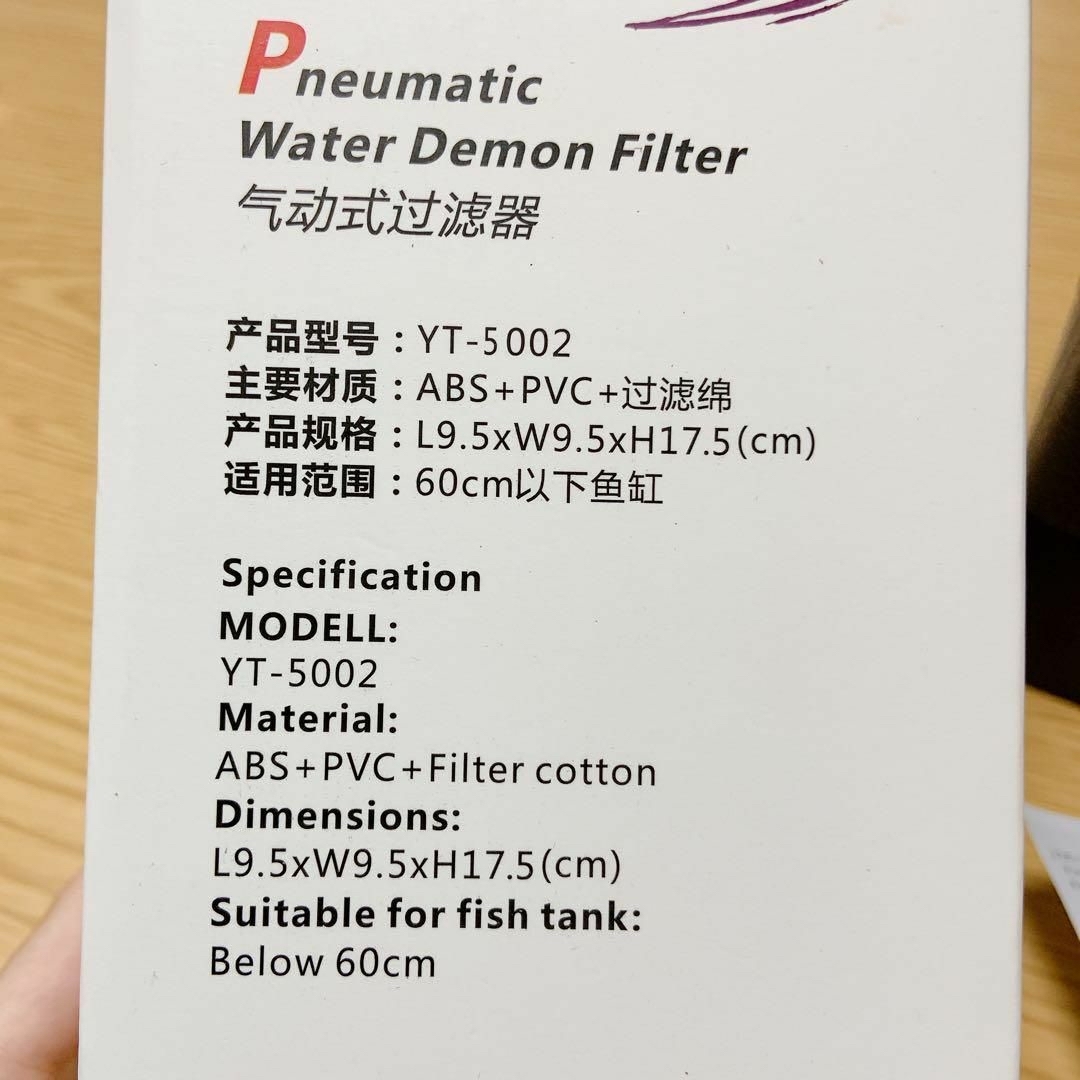 Pneumatic
Water Demon Filter
气动式过滤器
产品型号：YT-5002
主要材质：ABS+PVC+过滤绵
产品规格：L9.5xW9.5xH17.5(cm)
适用范围：60cm以下鱼缸
Specification
MODELL:
YT-5002
Material:
ABS+PVC+Filter cotton
Dimensions:
L9.5xW9.5xH17.5(cm)
Suitable for fish tank:
Below 60cm